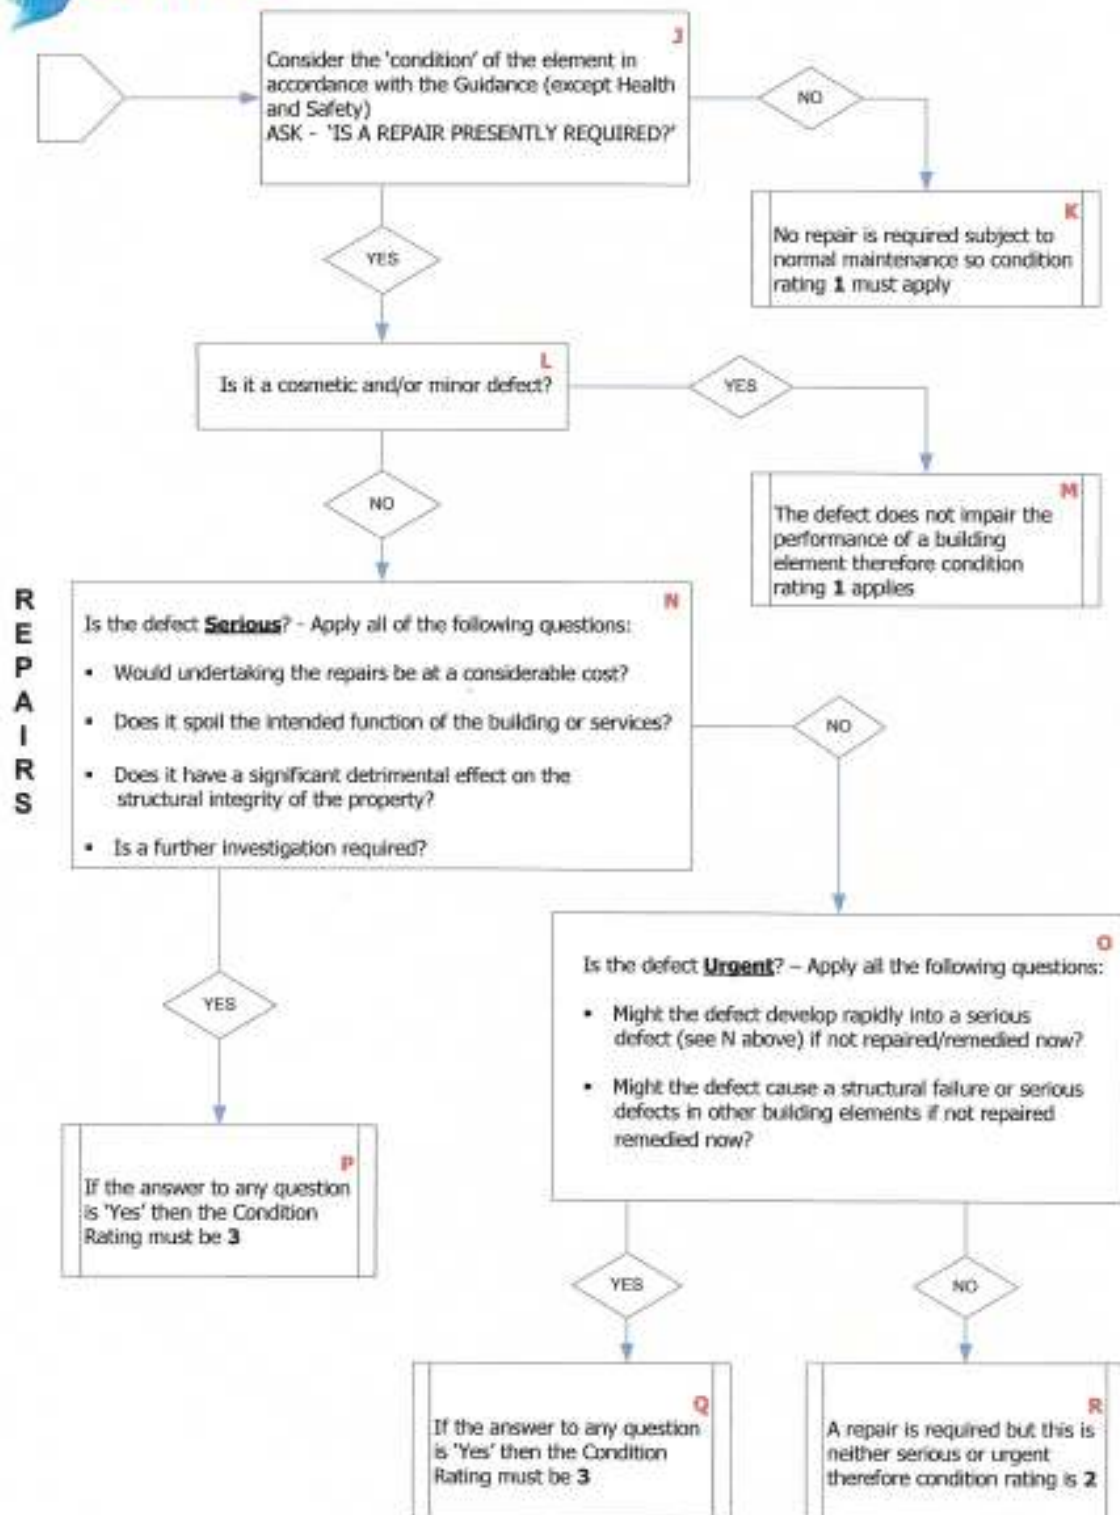 J
Consider the 'condition' of the element in
accordance with the Guidance (except Health
and Safety)
ASK - 'IS A REPAIR PRESENTLY REQUIRED?'
NO
K
No repair is required subject to
normal maintenance so condition
rating 1 must apply
YES
L
Is it a cosmetic and/or minor defect?
YES
M
The defect does not impair the
performance of a building
element therefore condition
rating 1 applies
NO
REPAIRS
N
Is the defect Serious? - Apply all of the following questions:
▪ Would undertaking the repairs be at a considerable cost?
▪ Does it spoil the intended function of the building or services?
▪ Does it have a significant detrimental effect on the
structural integrity of the property?
▪ Is a further investigation required?
NO
O
Is the defect Urgent? – Apply all the following questions:
• Might the defect develop rapidly into a serious
defect (see N above) if not repaired/remedied now?
• Might the defect cause a structural failure or serious
defects in other building elements if not repaired
remedied now?
YES
P
If the answer to any question
is 'Yes' then the Condition
Rating must be 3
YES
NO
Q
If the answer to any question
is 'Yes' then the Condition
Rating must be 3
R
A repair is required but this is
neither serious or urgent
therefore condition rating is 2